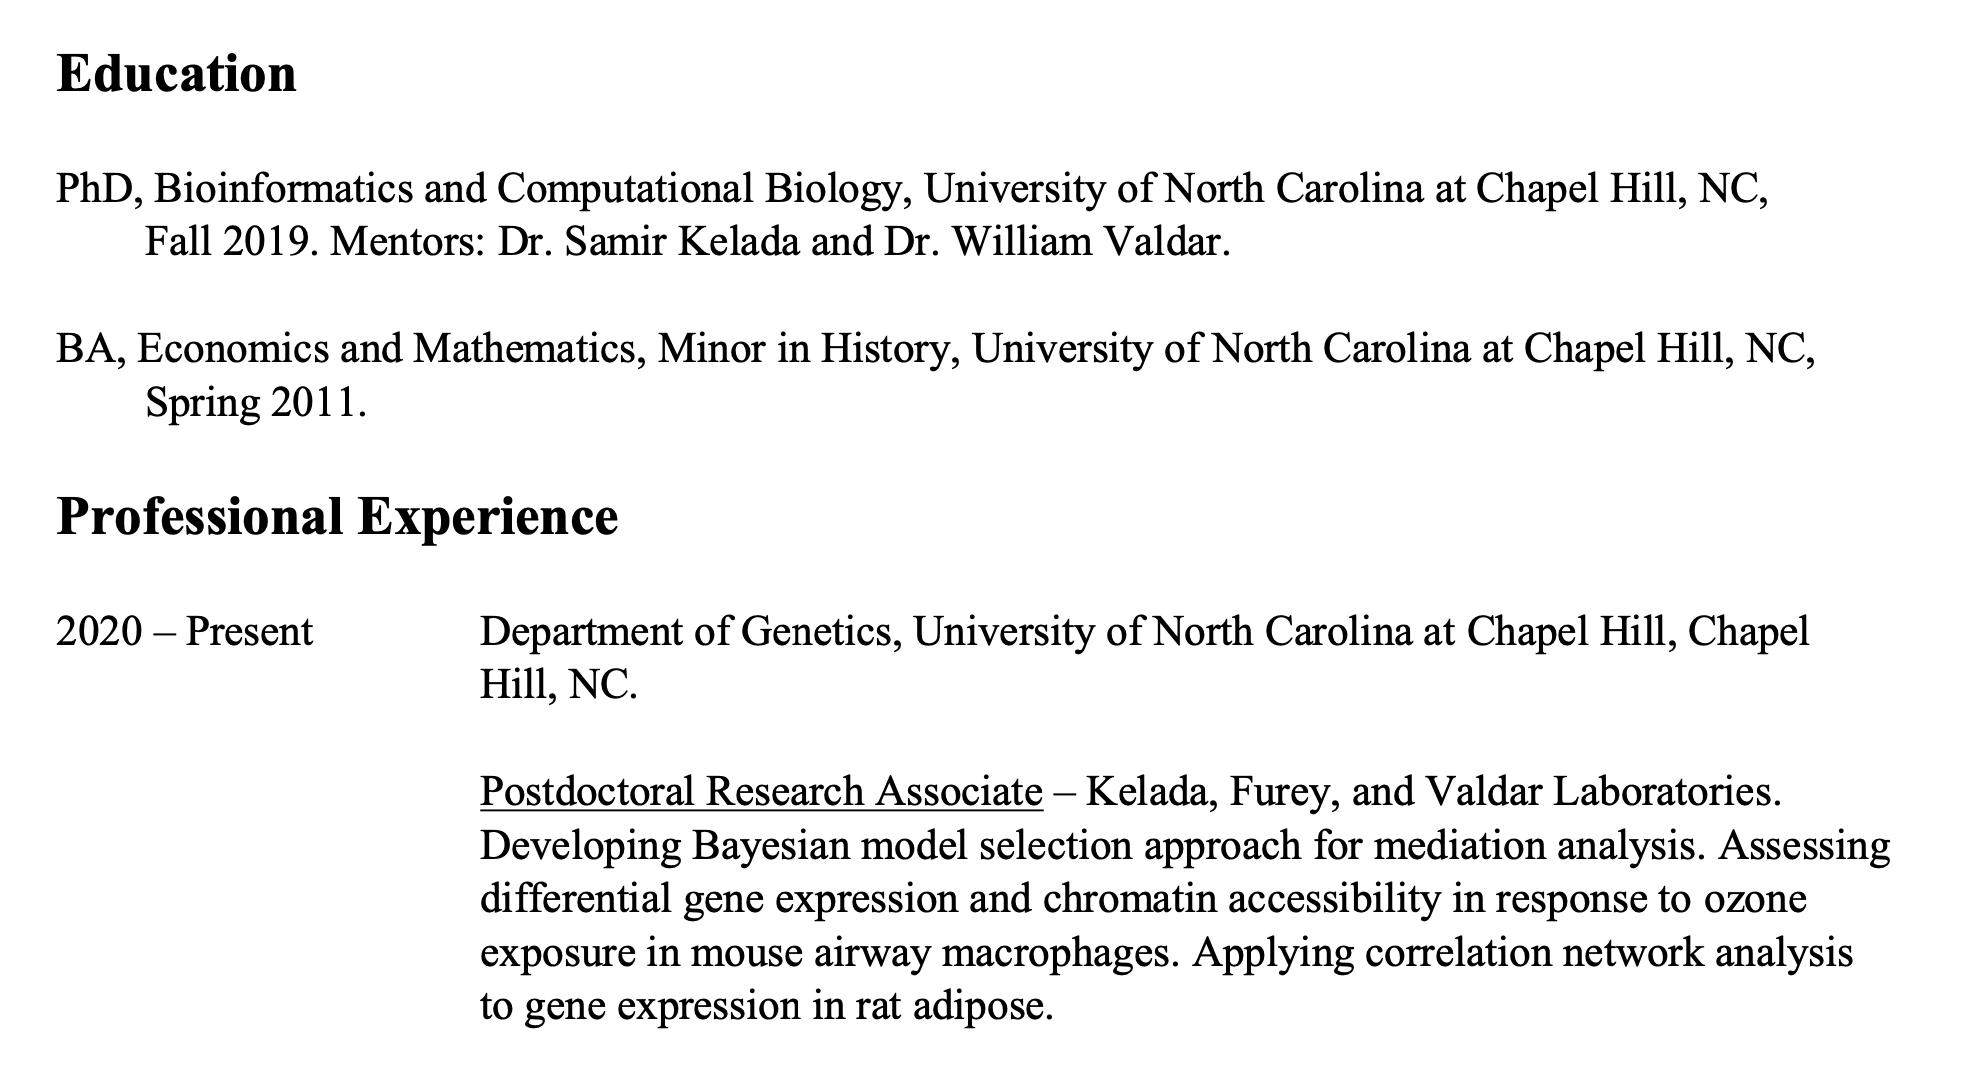 Education
PhD, Bioinformatics and Computational Biology, University of North Carolina at Chapel Hill, NC,
Fall 2019. Mentors: Dr. Samir Kelada and Dr. William Valdar.
BA, Economics and Mathematics, Minor in History, University of North Carolina at Chapel Hill, NC,
Spring 2011.
Professional Experience
2020 – Present Department of Genetics, University of North Carolina at Chapel Hill, Chapel
Hill, NC.
Postdoctoral Research Associate – Kelada, Furey, and Valdar Laboratories.
Developing Bayesian model selection approach for mediation analysis. Assessing
differential gene expression and chromatin accessibility in response to ozone
exposure in mouse airway macrophages. Applying correlation network analysis
to gene expression in rat adipose.